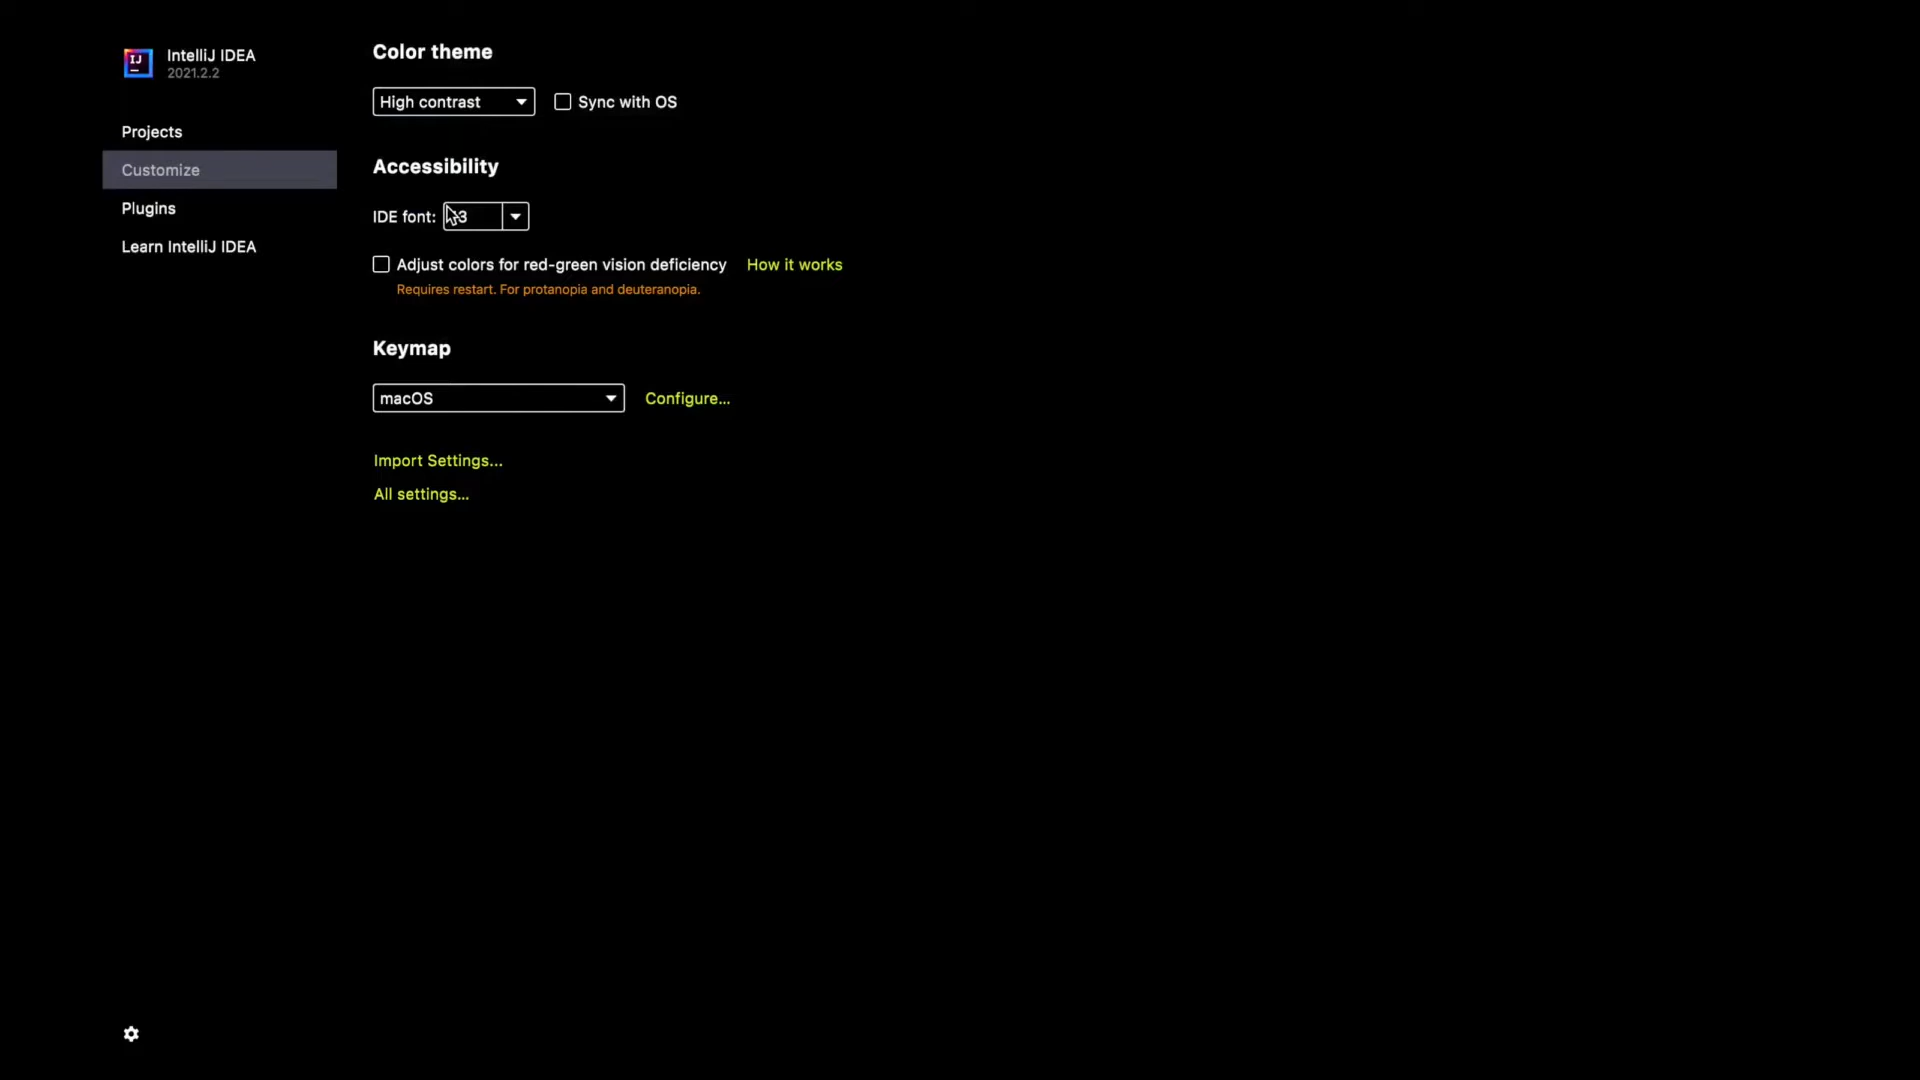 IntelliJ IDEA
2021.2.2
Projects
Customize
Plugins
Learn IntelliJ IDEA
Color theme
High contrast
Sync with OS
Accessibility
IDE font:
Adjust colors for red-green vision deficiency How it works
Requires restart. For protanopia and deuteranopia.
Keymap
macOS
Configure...
Import Settings...
All settings...